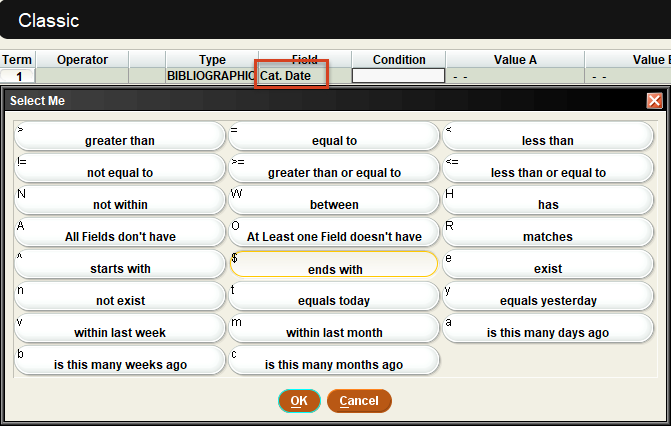 Classic
Term Operator Type Field Condition Value A Value B
1 BIBLIOGRAPHIC Cat. Date - - - -
Select Me
> greater than = equal to < less than
!= not equal to >= greater than or equal to <= less than or equal to
N not within W between H has
A All Fields don't have O At Least one Field doesn't have R matches
^ starts with $ ends with e exist
n not exist t equals today y equals yesterday
v within last week m within last month a is this many days ago
b is this many weeks ago c is this many months ago
OK Cancel